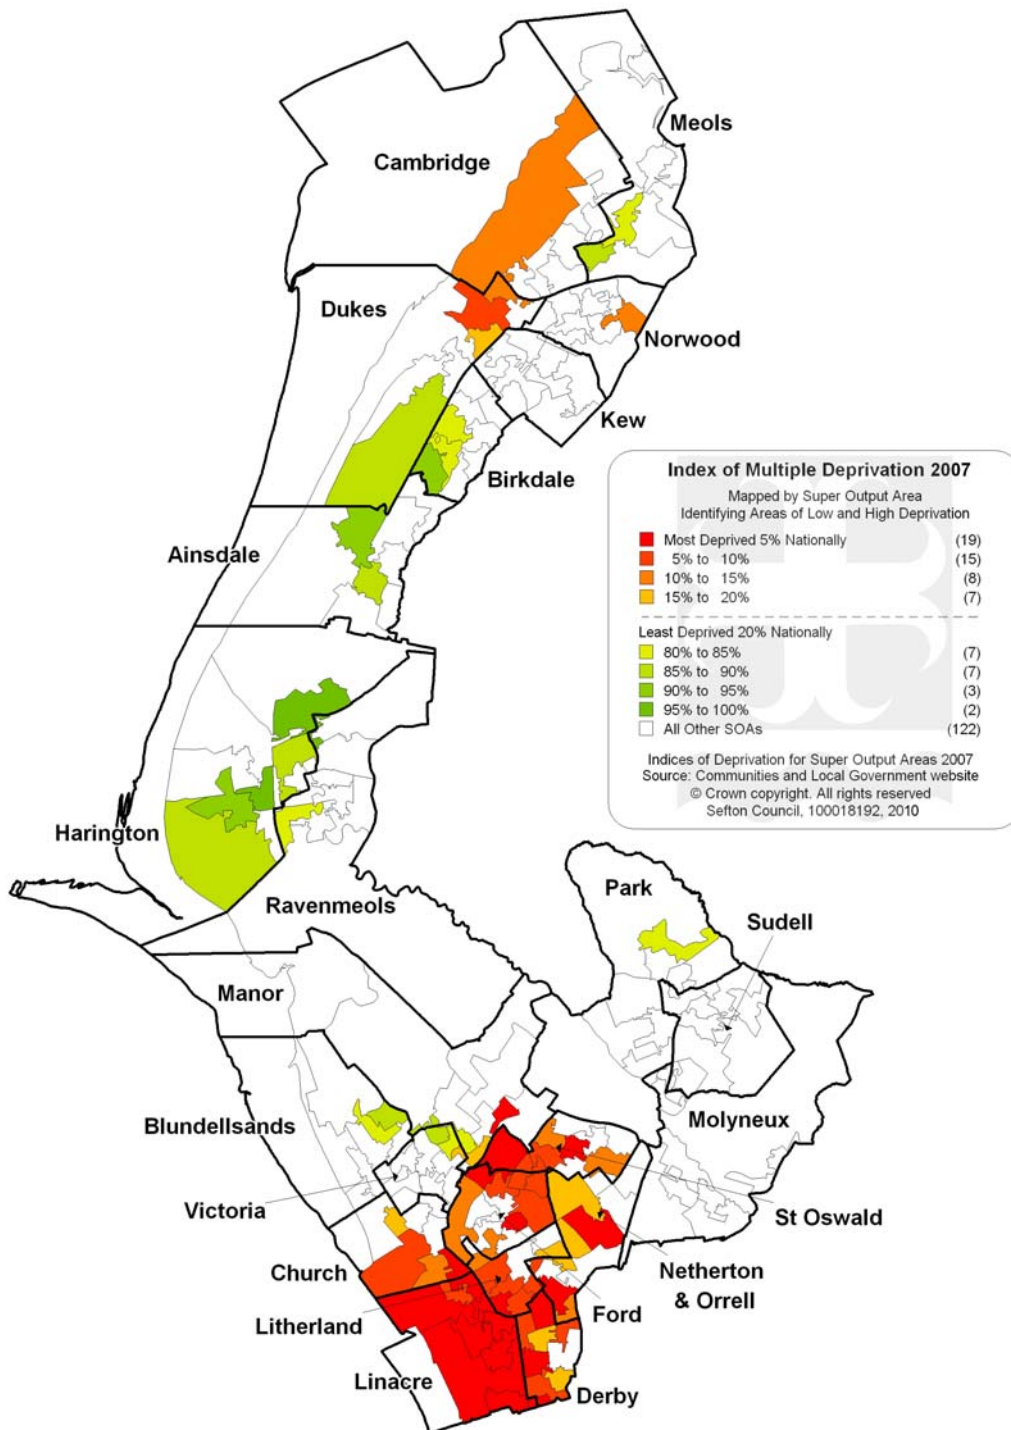 Meols
Cambridge
Dukes
Norwood
Kew
Birkdale
Index of Multiple Deprivation 2007
Mapped by Super Output Area
Identifying Areas of Low and High Deprivation
Most Deprived 5% Nationally (19)
5% to 10% (15)
10% to 15% (8)
15% to 20% (7)
Least Deprived 20% Nationally
80% to 85% (7)
85% to 90% (7)
90% to 95% (3)
95% to 100% (2)
All Other SOAs (122)
Indices of Deprivation for Super Output Areas 2007
Source: Communities and Local Government website
© Crown copyright. All rights reserved
Sefton Council, 100018192, 2010
Ainsdale
Harington
Ravenmeols
Park
Sudell
Manor
Blundellsands
Molyneux
Victoria
St Oswald
Church
Netherton
& Orrell
Litherland
Ford
Linacre
Derby